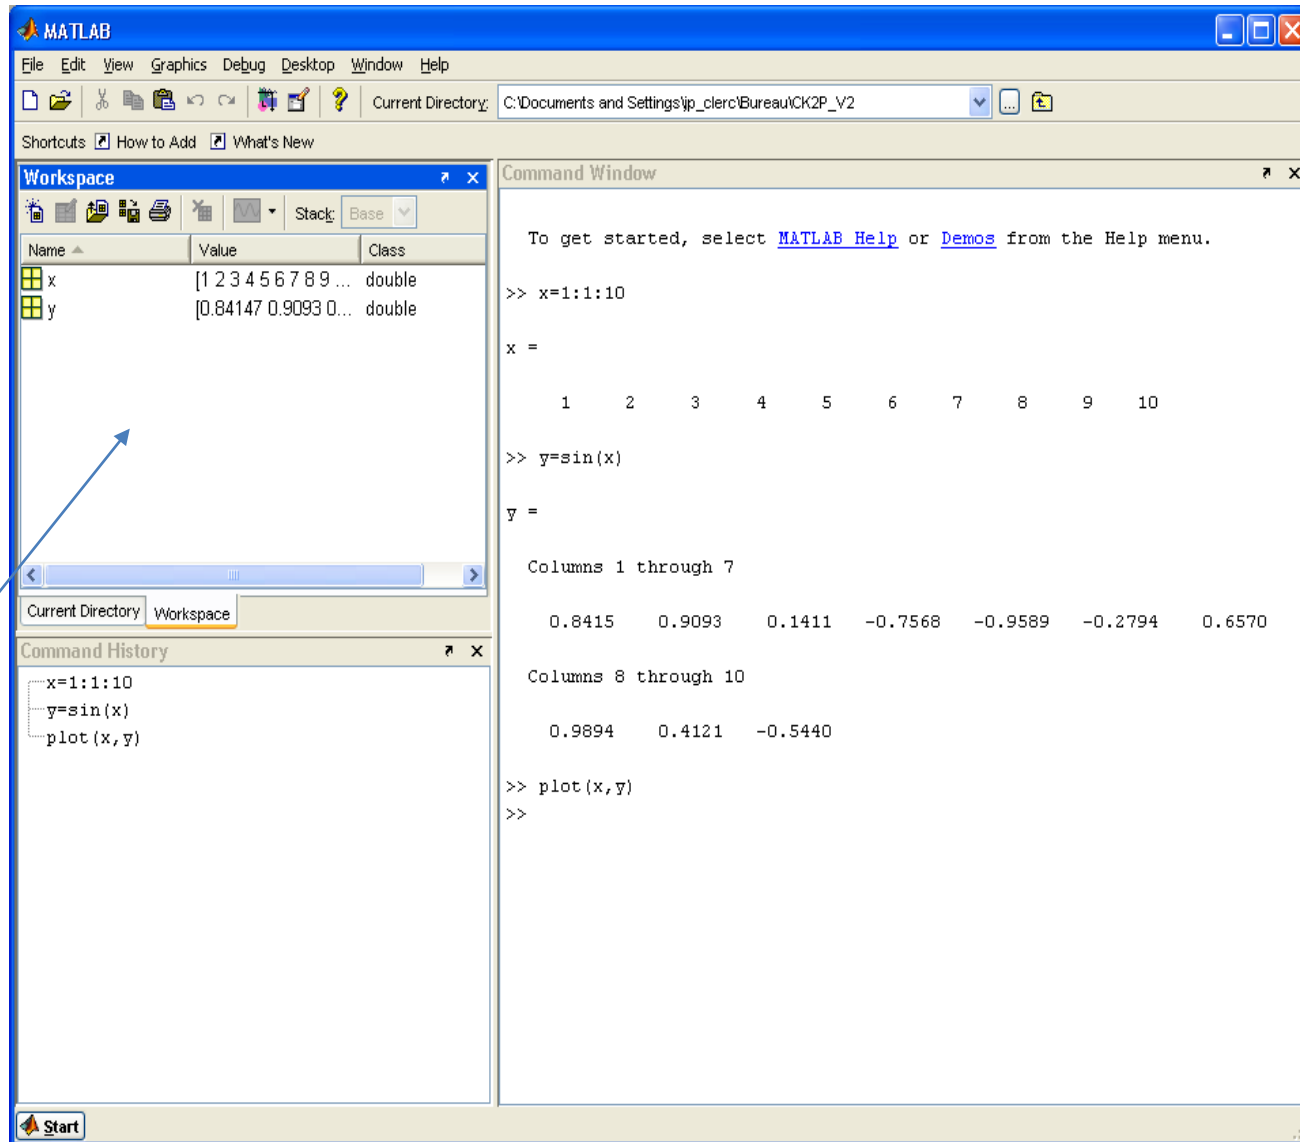 MATLAB
File Edit View Graphics Debug Desktop Window Help
Current Directory: C:\Documents and Settings\jp_clerc\Bureau\CK2P_V2
Shortcuts How to Add What's New
Workspace
Stack: Base
Name Value Class
x [1 2 3 4 5 6 7 8 9 ... double
y [0.84147 0.9093 0... double
Current Directory Workspace
Command History
x=1:1:10
y=sin(x)
plot(x,y)
Command Window
To get started, select MATLAB Help or Demos from the Help menu.
>> x=1:1:10
x =
1 2 3 4 5 6 7 8 9 10
>> y=sin(x)
y =
Columns 1 through 7
0.8415 0.9093 0.1411 -0.7568 -0.9589 -0.2794 0.6570
Columns 8 through 10
0.9894 0.4121 -0.5440
>> plot(x,y)
>>
Start